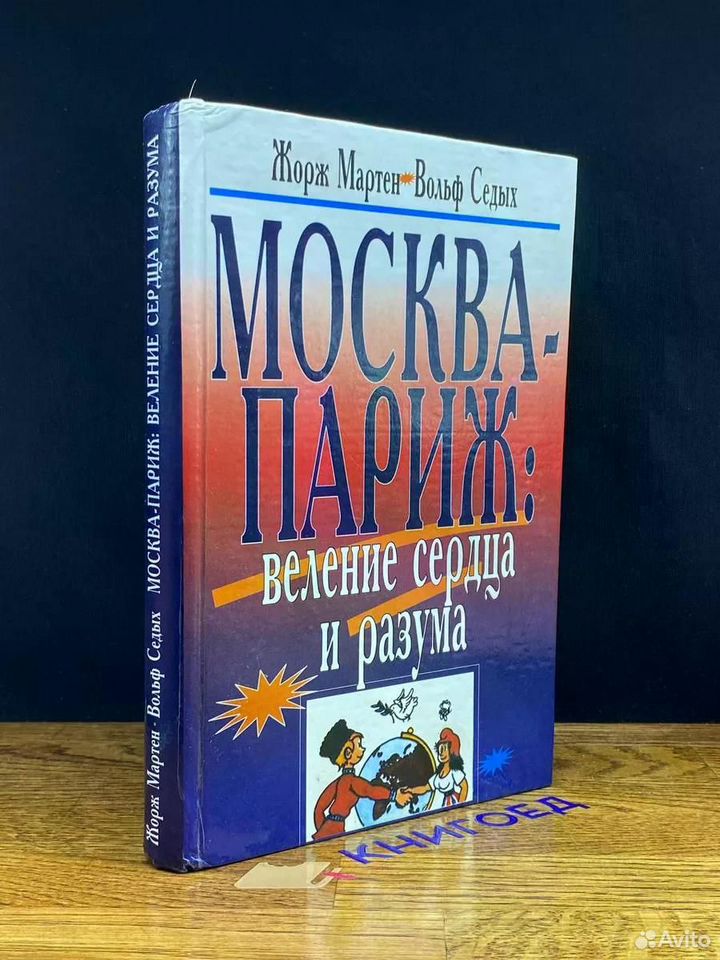 Жорж Мартен Вольф Седых
МОСКВА-
ПАРИЖ:
веление сердца
и разума
Жорж Мартен · Вольф Седых МОСКВА-ПАРИЖ: ВЕЛЕНИЕ СЕРДЦА И РАЗУМА
КНИГОЕД
Avito